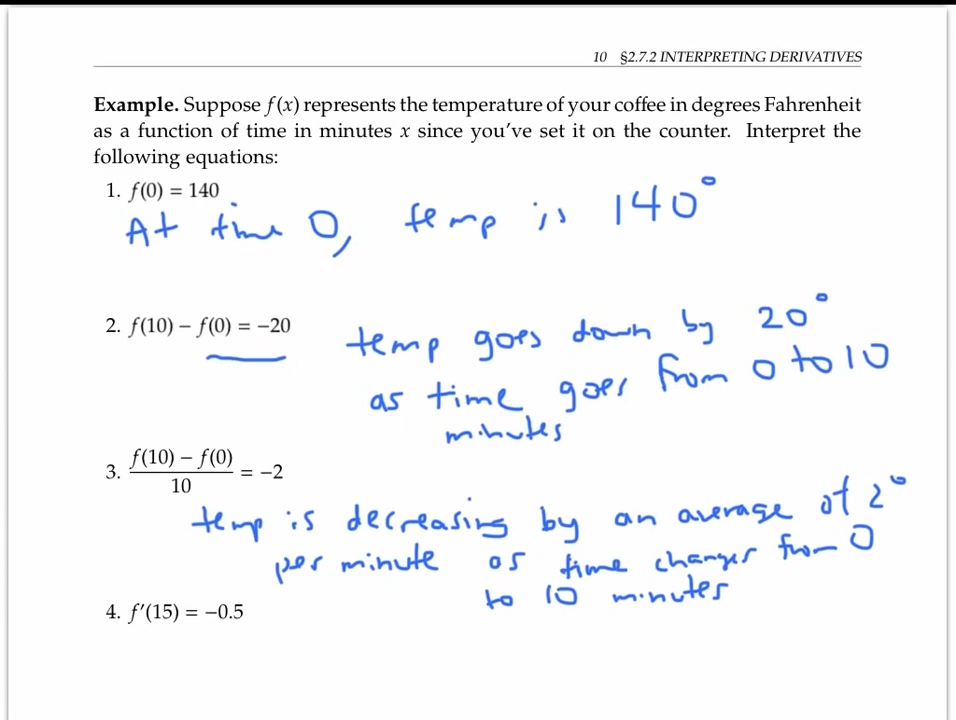 10 §2.7.2 INTERPRETING DERIVATIVES
Example. Suppose f(x) represents the temperature of your coffee in degrees Fahrenheit
as a function of time in minutes x since you've set it on the counter. Interpret the
following equations:
1. f(0) = 140
At time 0, temp is 140°
2. f(10) − f(0) = −20
temp goes down by 20°
as time goes from 0 to 10
minutes
3. f(10) − f(0) / 10 = −2
temp is decreasing by an average of 2°
per minute as time changes from 0
to 10 minutes
4. f′(15) = −0.5